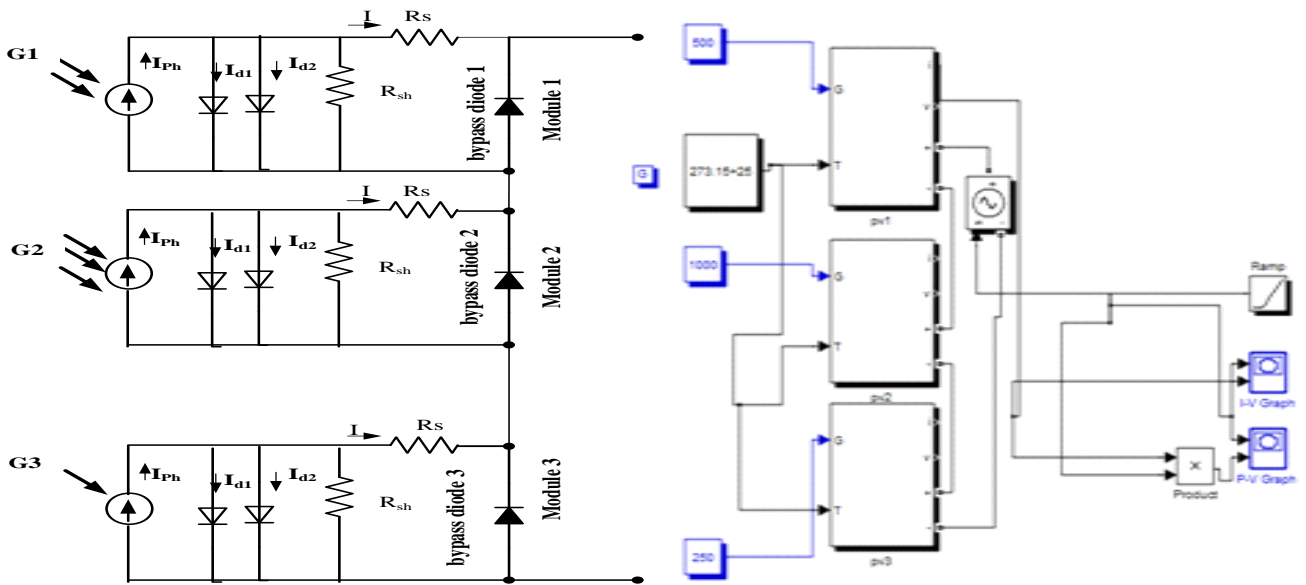 I Rs
G1
IPh Id1 Id2
Rsh
bypass diode 1
Module 1
I Rs
G2
IPh Id1 Id2
Rsh
bypass diode 2
Module 2
I Rs
G3
IPh Id1 Id2
Rsh
bypass diode 3
Module 3
500
G
T
i
v
+
-
pv1
G
273.15+25
1000
G
T
i
v
+
-
pv2
250
G
T
i
v
+
-
pv3
Ramp
I-V Graph
P-V Graph
×
Product